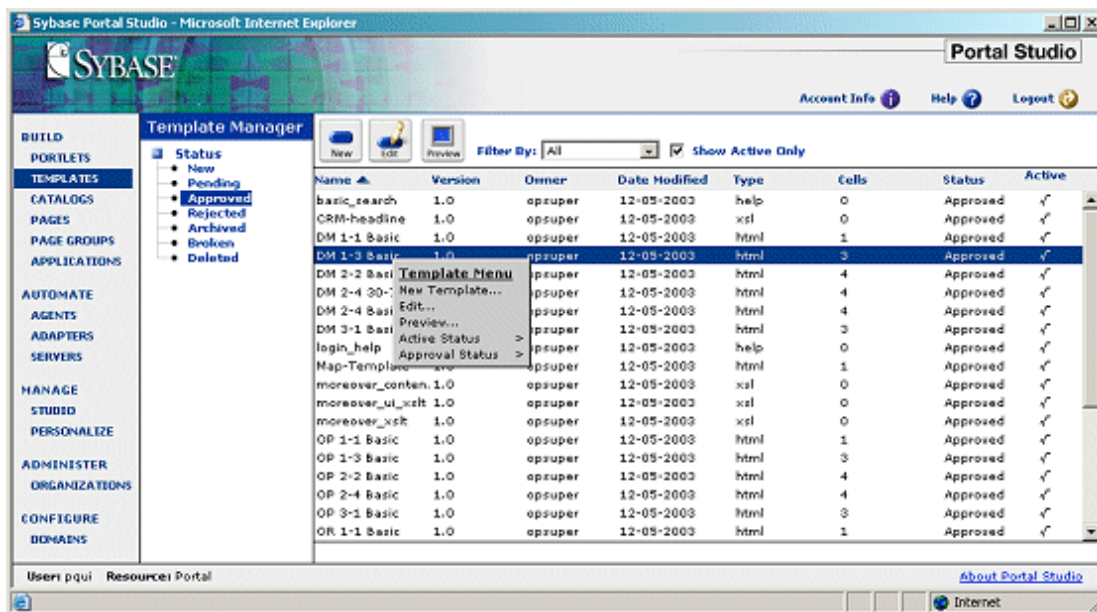 Sybase Portal Studio - Microsoft Internet Explorer
SYBASE
Portal Studio
Account Info Help Logout
BUILD
PORTLETS
TEMPLATES
CATALOGS
PAGES
PAGE GROUPS
APPLICATIONS
AUTOMATE
AGENTS
ADAPTERS
SERVERS
MANAGE
STUDIO
PERSONALIZE
ADMINISTER
ORGANIZATIONS
CONFIGURE
DOMAINS
Template Manager
Status
New
Pending
Approved
Rejected
Archived
Broken
Deleted
New Edit Preview Filter By: All Show Active Only
Name Version Owner Date Modified Type Cells Status Active
basic_search 1.0 opsuper 12-05-2003 help 0 Approved √
CRM-headline 1.0 opsuper 12-05-2003 xsl 0 Approved √
DM 1-1 Basic 1.0 opsuper 12-05-2003 html 1 Approved √
DM 1-3 Basic 1.0 opsuper 12-05-2003 html 3 Approved √
DM 2-2 Basi opsuper 12-05-2003 html 4 Approved √
DM 2-4 30- opsuper 12-05-2003 html 4 Approved √
DM 2-4 Basi opsuper 12-05-2003 html 4 Approved √
DM 3-1 Basi opsuper 12-05-2003 html 3 Approved √
login_help opsuper 12-05-2003 help 0 Approved √
Map-Template 1.0 opsuper 12-05-2003 html 1 Approved √
moreover_conten. 1.0 opsuper 12-05-2003 xsl 0 Approved √
moreover_ui_xslt 1.0 opsuper 12-05-2003 xsl 0 Approved √
moreover_xslt 1.0 opsuper 12-05-2003 xsl 0 Approved √
OP 1-1 Basic 1.0 opsuper 12-05-2003 html 1 Approved √
OP 1-3 Basic 1.0 opsuper 12-05-2003 html 3 Approved √
OP 2-2 Basic 1.0 opsuper 12-05-2003 html 4 Approved √
OP 2-4 Basic 1.0 opsuper 12-05-2003 html 4 Approved √
OP 3-1 Basic 1.0 opsuper 12-05-2003 html 3 Approved √
OR 1-1 Basic 1.0 opsuper 12-05-2003 html 1 Approved √
Template Menu
New Template...
Edit...
Preview...
Active Status >
Approval Status >
User: pqui Resource: Portal
About Portal Studio
Internet